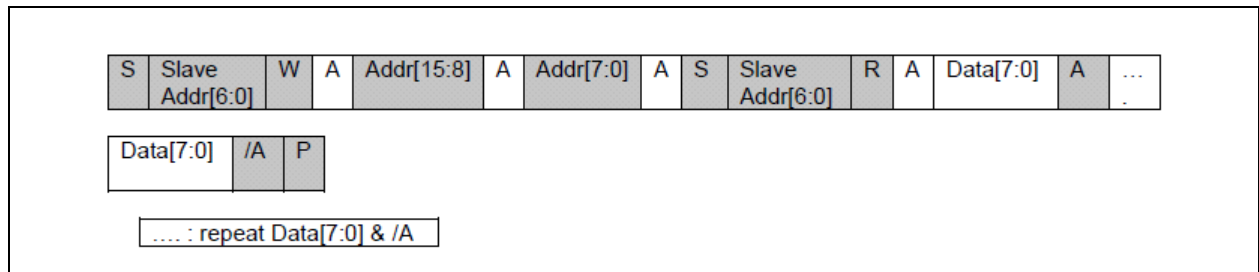 S Slave W A Addr[15:8] A Addr[7:0] A S Slave R A Data[7:0] A ...
Addr[6:0] Addr[6:0] .
Data[7:0] /A P
.... : repeat Data[7:0] & /A